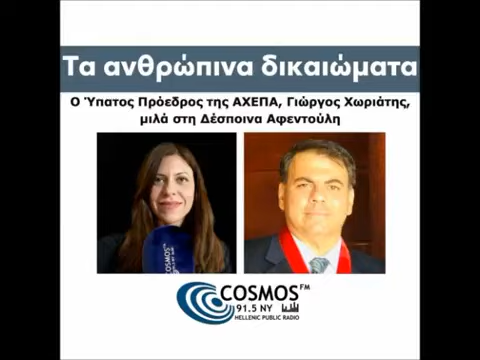 Τα ανθρώπινα δικαιώματα
Ο Ύπατος Πρόεδρος της ΑΧΕΠΑ, Γιώργος Χωριάτης,
μιλά στη Δέσποινα Αφεντούλη
COSMOS
COSMOS FM
91.5 NY
HELLENIC PUBLIC RADIO